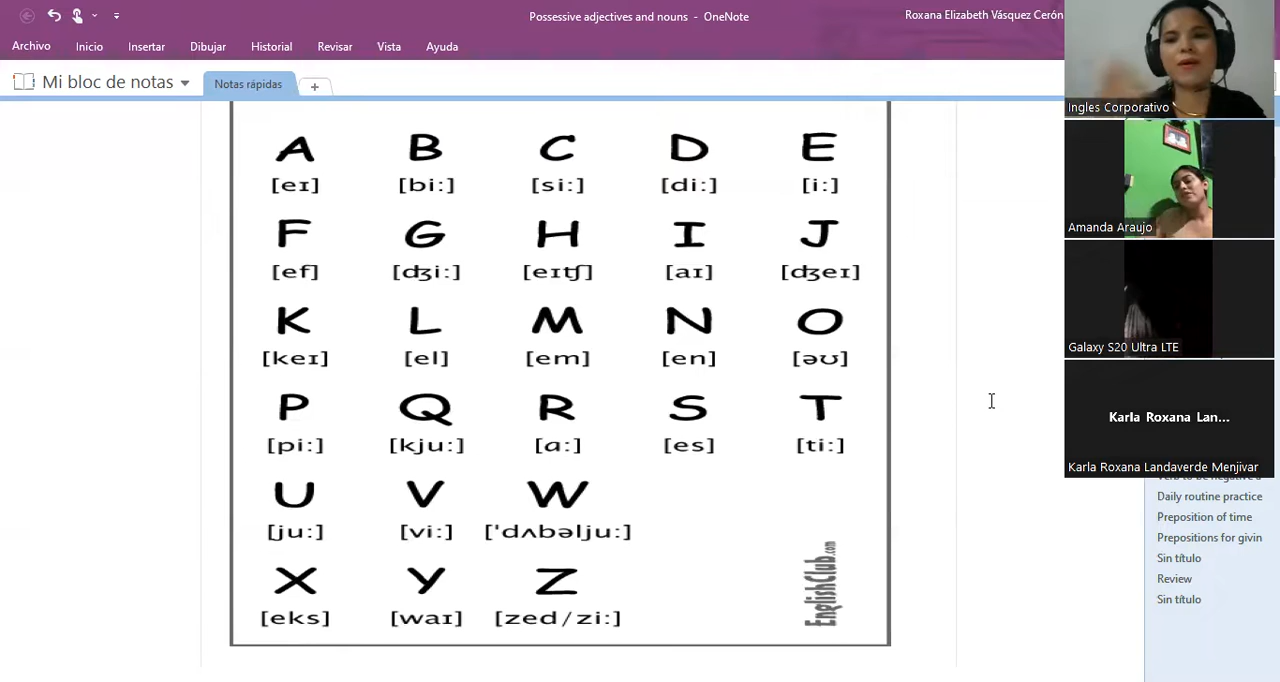 Possessive adjectives and nouns - OneNote
Roxana Elizabeth Vásquez Cerón
Archivo Inicio Insertar Dibujar Historial Revisar Vista Ayuda
Mi bloc de notas
Notas rápidas
+
A B C D E
[eɪ] [bi:] [si:] [di:] [i:]
F G H I J
[ef] [ʤi:] [eɪʧ] [aɪ] [ʤeɪ]
K L M N O
[keɪ] [el] [em] [en] [əʊ]
P Q R S T
[pi:] [kju:] [ɑ:] [es] [ti:]
U V W
[ju:] [vi:] ['dʌbəlju:]
X Y Z
[eks] [waɪ] [zed/zi:]
EnglishClub.com
Ingles Corporativo
Amanda Araujo
Galaxy S20 Ultra LTE
Karla Roxana Lan...
Karla Roxana Landaverde Menjivar
Daily routine practice
Preposition of time
Prepositions for givin
Sin título
Review
Sin título